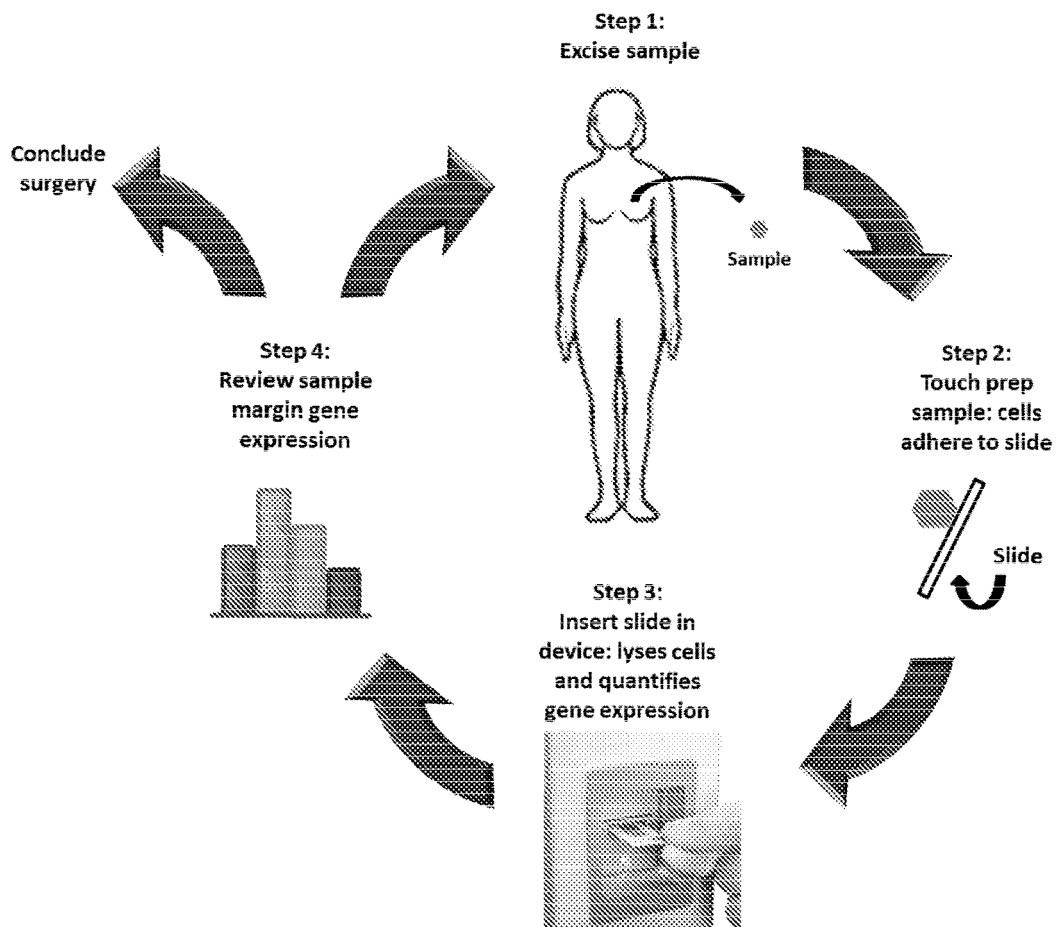 Step 1:
Excise sample
Sample
Step 2:
Touch prep
sample: cells
adhere to slide
Slide
Step 3:
Insert slide in
device: lyses cells
and quantifies
gene expression
Step 4:
Review sample
margin gene
expression
Conclude
surgery